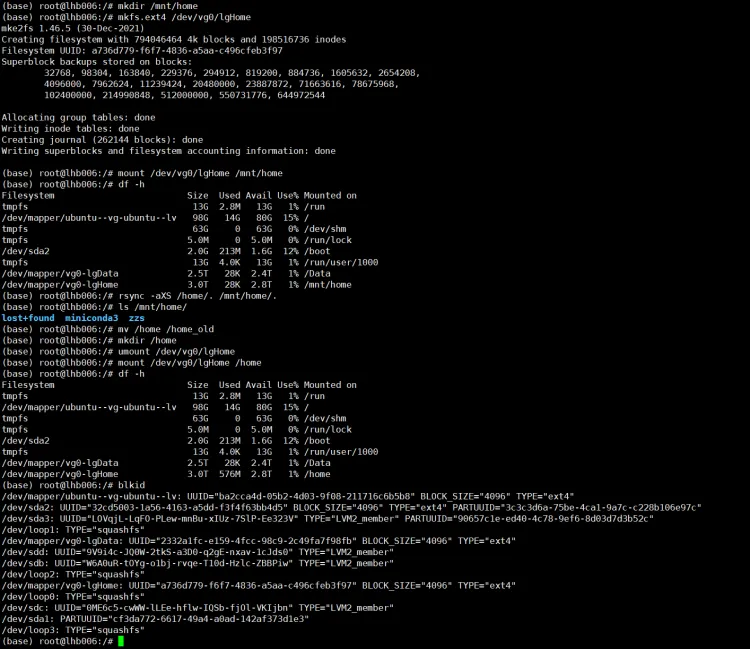 (base) root@lhb006:/# mkdir /mnt/home
(base) root@lhb006:/# mkfs.ext4 /dev/vg0/lgHome
mke2fs 1.46.5 (30-Dec-2021)
Creating filesystem with 794046464 4k blocks and 198516736 inodes
Filesystem UUID: a736d779-f6f7-4836-a5aa-c496cfeb3f97
Superblock backups stored on blocks:
        32768, 98304, 163840, 229376, 294912, 819200, 884736, 1605632, 2654208,
        4096000, 7962624, 11239424, 20480000, 23887872, 71663616, 78675968,
        102400000, 214990848, 512000000, 550731776, 644972544

Allocating group tables: done
Writing inode tables: done
Creating journal (262144 blocks): done
Writing superblocks and filesystem accounting information: done

(base) root@lhb006:/# mount /dev/vg0/lgHome /mnt/home
(base) root@lhb006:/# df -h
Filesystem                         Size  Used Avail Use% Mounted on
tmpfs                               13G  2.8M   13G   1% /run
/dev/mapper/ubuntu--vg-ubuntu--lv   98G   14G   80G  15% /
tmpfs                               63G     0   63G   0% /dev/shm
tmpfs                              5.0M     0  5.0M   0% /run/lock
/dev/sda2                          2.0G  213M  1.6G  12% /boot
tmpfs                               13G  4.0K   13G   1% /run/user/1000
/dev/mapper/vg0-lgData             2.5T   28K  2.4T   1% /Data
/dev/mapper/vg0-lgHome             3.0T   28K  2.8T   1% /mnt/home
(base) root@lhb006:/# rsync -aXS /home/. /mnt/home/.
(base) root@lhb006:/# ls /mnt/home/
lost+found  miniconda3  zzs
(base) root@lhb006:/# mv /home /home_old
(base) root@lhb006:/# mkdir /home
(base) root@lhb006:/# umount /dev/vg0/lgHome
(base) root@lhb006:/# mount /dev/vg0/lgHome /home
(base) root@lhb006:/# df -h
Filesystem                         Size  Used Avail Use% Mounted on
tmpfs                               13G  2.8M   13G   1% /run
/dev/mapper/ubuntu--vg-ubuntu--lv   98G   14G   80G  15% /
tmpfs                               63G     0   63G   0% /dev/shm
tmpfs                              5.0M     0  5.0M   0% /run/lock
/dev/sda2                          2.0G  213M  1.6G  12% /boot
tmpfs                               13G  4.0K   13G   1% /run/user/1000
/dev/mapper/vg0-lgData             2.5T   28K  2.4T   1% /Data
/dev/mapper/vg0-lgHome             3.0T  576M  2.8T   1% /home
(base) root@lhb006:/# blkid
/dev/mapper/ubuntu--vg-ubuntu--lv: UUID="ba2cca4d-05b2-4d03-9f08-211716c6b5b8" BLOCK_SIZE="4096" TYPE="ext4"
/dev/sda2: UUID="32cd5003-1a56-4163-a5dd-f3f4f63bb4d5" BLOCK_SIZE="4096" TYPE="ext4" PARTUUID="3c3c3d6a-75be-4ca1-9a7c-c228b106e97c"
/dev/sda3: UUID="LOVqjL-LqFO-PLew-mnBu-xIUz-7SlP-Ee323V" TYPE="LVM2_member" PARTUUID="90657c1e-ed40-4c78-9ef6-8d03d7d3b52c"
/dev/loop1: TYPE="squashfs"
/dev/mapper/vg0-lgData: UUID="2332a1fc-e159-4fcc-98c9-2c49fa7f98fb" BLOCK_SIZE="4096" TYPE="ext4"
/dev/sdd: UUID="9V9i4c-JQ0W-2tkS-a3D0-q2gE-nxav-1cJds0" TYPE="LVM2_member"
/dev/sdb: UUID="W6A0uR-tOYg-o1bj-rvqe-T10d-Hzlc-ZBBPiw" TYPE="LVM2_member"
/dev/loop2: TYPE="squashfs"
/dev/mapper/vg0-lgHome: UUID="a736d779-f6f7-4836-a5aa-c496cfeb3f97" BLOCK_SIZE="4096" TYPE="ext4"
/dev/loop0: TYPE="squashfs"
/dev/sdc: UUID="0ME6c5-cwWW-lLEe-hflw-IQSb-fjOl-VKIjbn" TYPE="LVM2_member"
/dev/sda1: PARTUUID="cf3da772-6617-49a4-a0ad-142af373d1e3"
/dev/loop3: TYPE="squashfs"
(base) root@lhb006:/#